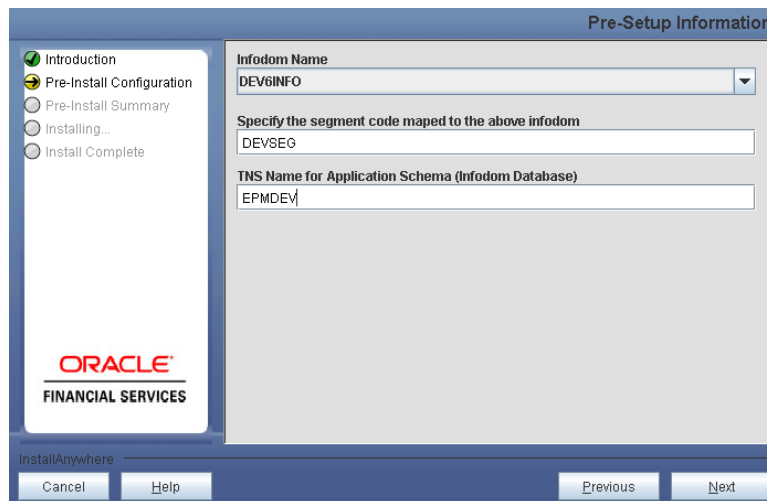 Pre-Setup Information
Introduction
Pre-Install Configuration
Pre-Install Summary
Installing...
Install Complete
Infodom Name
DEV6INFO
Specify the segment code maped to the above infodom
DEVSEG
TNS Name for Application Schema (Infodom Database)
EPMDEV
ORACLE
FINANCIAL SERVICES
InstallAnywhere
Cancel
Help
Previous
Next